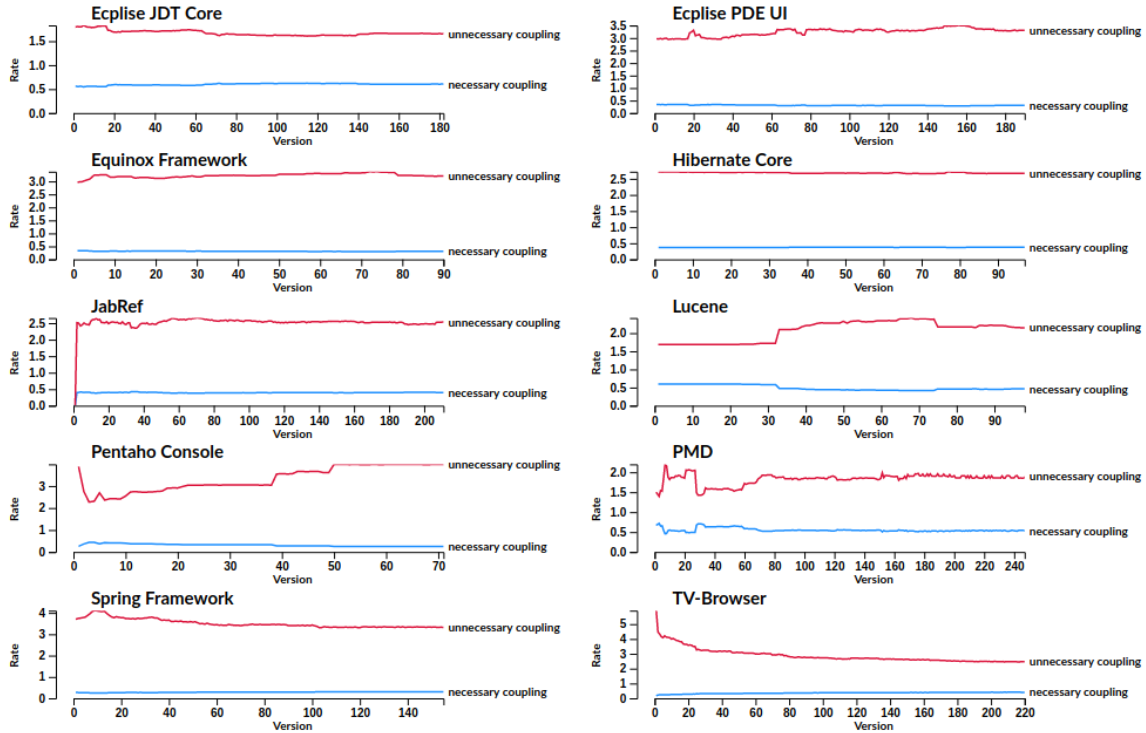 Ecplise JDT Core
Rate
1.5
1.0
0.5
0.0
unnecessary coupling
necessary coupling
0 20 40 60 80 100 120 140 160 180
Version
Ecplise PDE UI
Rate
3.5
3.0
2.5
2.0
1.5
1.0
0.5
0.0
unnecessary coupling
necessary coupling
0 20 40 60 80 100 120 140 160 180
Version
Equinox Framework
Rate
3.0
2.5
2.0
1.5
1.0
0.5
0.0
unnecessary coupling
necessary coupling
0 10 20 30 40 50 60 70 80 90
Version
Hibernate Core
Rate
2.5
2.0
1.5
1.0
0.5
0.0
unnecessary coupling
necessary coupling
0 10 20 30 40 50 60 70 80 90
Version
JabRef
Rate
2.5
2.0
1.5
1.0
0.5
0.0
unnecessary coupling
necessary coupling
0 20 40 60 80 100 120 140 160 180 200
Version
Lucene
Rate
2.0
1.5
1.0
0.5
0.0
unnecessary coupling
necessary coupling
0 10 20 30 40 50 60 70 80 90
Version
Pentaho Console
Rate
3
2
1
0
unnecessary coupling
necessary coupling
0 10 20 30 40 50 60 70
Version
PMD
Rate
2.0
1.5
1.0
0.5
0.0
unnecessary coupling
necessary coupling
0 20 40 60 80 100 120 140 160 180 200 220 240
Version
Spring Framework
Rate
4
3
2
1
0
unnecessary coupling
necessary coupling
0 20 40 60 80 100 120 140
Version
TV-Browser
Rate
5
4
3
2
1
0
unnecessary coupling
necessary coupling
0 20 40 60 80 100 120 140 160 180 200 220
Version